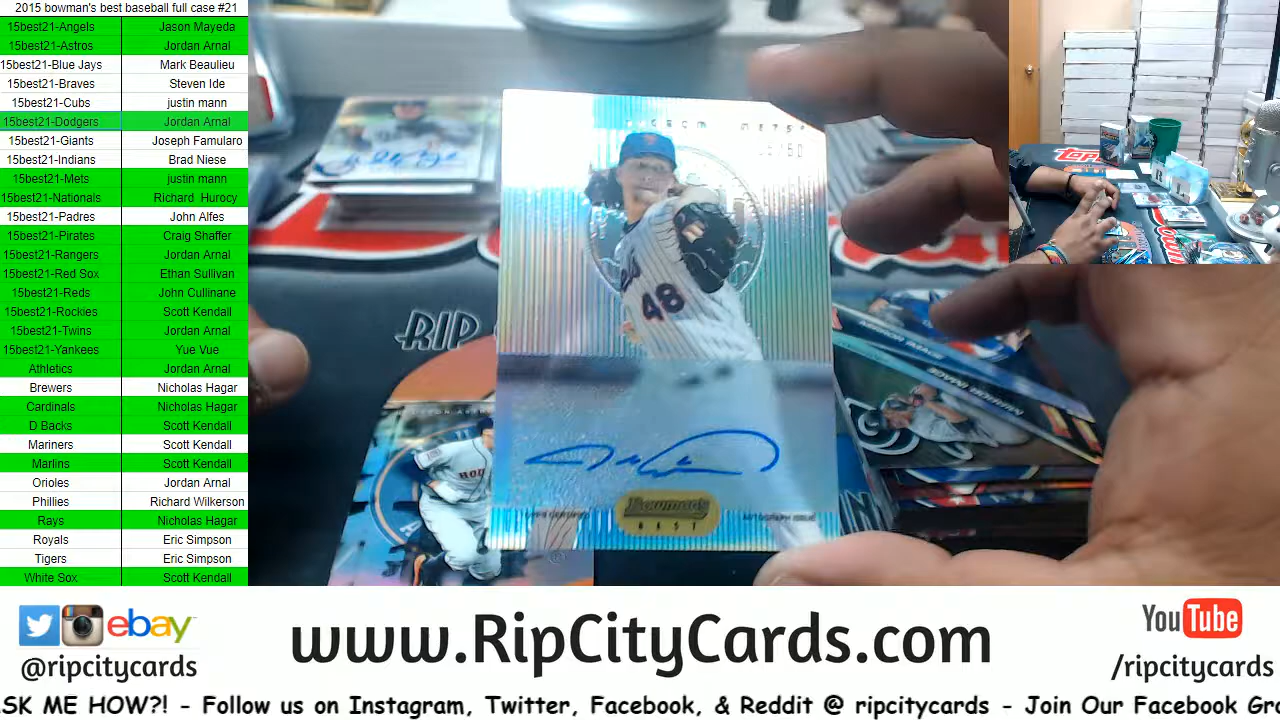 2015 bowman's best baseball full case #21
15best21-Angels Jason Mayeda
15best21-Astros Jordan Arnal
15best21-Blue Jays Mark Beaulieu
15best21-Braves Steven Ide
15best21-Cubs justin mann
15best21-Dodgers Jordan Arnal
15best21-Giants Joseph Famularo
15best21-Indians Brad Niese
15best21-Mets justin mann
15best21-Nationals Richard Hurocy
15best21-Padres John Alfes
15best21-Pirates Craig Shaffer
15best21-Rangers Jordan Arnal
15best21-Red Sox Ethan Sullivan
15best21-Reds John Cullinane
15best21-Rockies Scott Kendall
15best21-Twins Jordan Arnal
15best21-Yankees Yue Vue
Athletics Jordan Arnal
Brewers Nicholas Hagar
Cardinals Nicholas Hagar
D Backs Scott Kendall
Mariners Scott Kendall
Marlins Scott Kendall
Orioles Jordan Arnal
Phillies Richard Wilkerson
Rays Nicholas Hagar
Royals Eric Simpson
Tigers Eric Simpson
White Sox Scott Kendall
METS
48
Bowman's
BEST
AUTOGRAPH ISSUE
RIP
HOU
topps
ebay
@ripcitycards
www.RipCityCards.com
YouTube
/ripcitycards
SK ME HOW?! - Follow us on Instagram, Twitter, Facebook, & Reddit @ ripcitycards - Join Our Facebook Gr